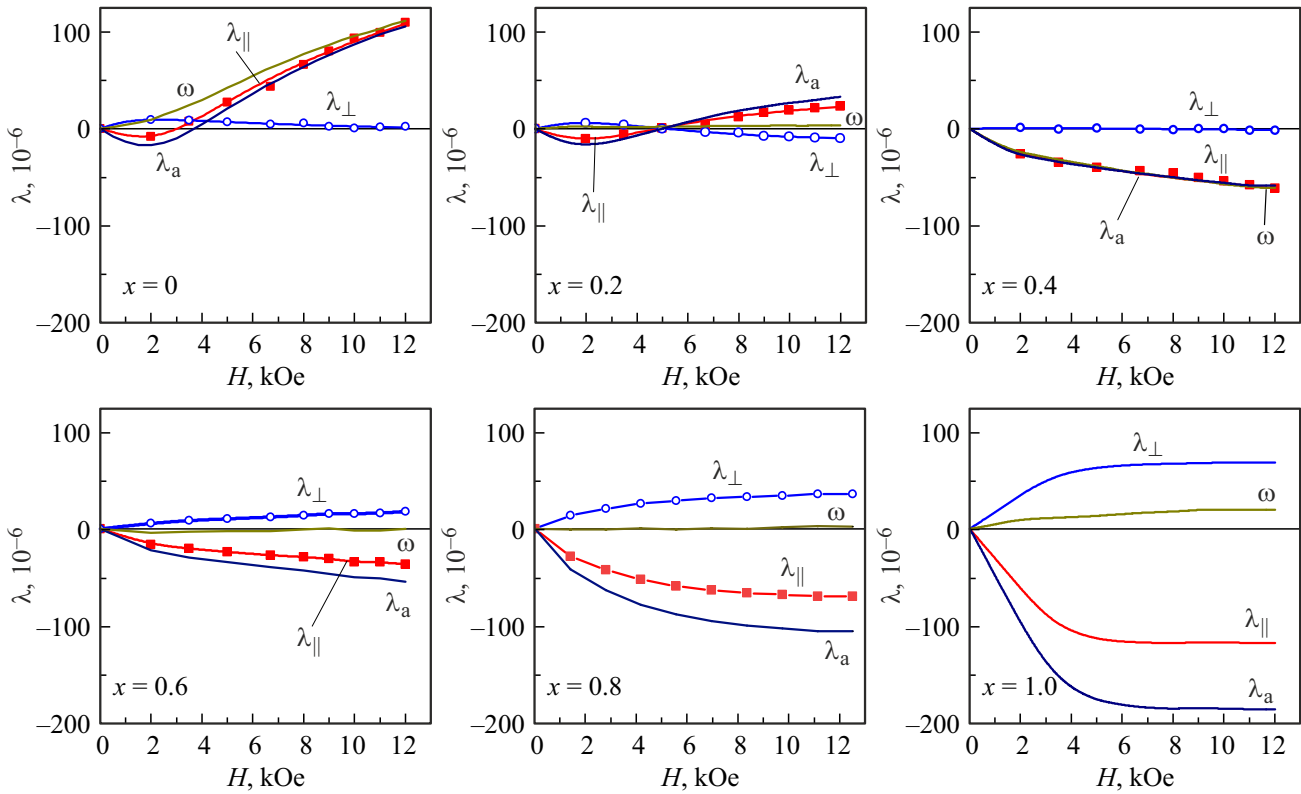 100
0
−100
−200
λ, 10⁻⁶
ω
λ∥
λ⊥
λₐ
x = 0
0 2 4 6 8 10 12
H, kOe
100
0
−100
−200
λ, 10⁻⁶
λₐ
ω
λ⊥
λ∥
x = 0.2
0 2 4 6 8 10 12
H, kOe
100
0
−100
−200
λ, 10⁻⁶
λ⊥
λ∥
λₐ
ω
x = 0.4
0 2 4 6 8 10 12
H, kOe
100
0
−100
−200
λ, 10⁻⁶
λ⊥
ω
λₐ
λ∥
x = 0.6
0 2 4 6 8 10 12
H, kOe
100
0
−100
−200
λ, 10⁻⁶
λ⊥
ω
λ∥
λₐ
x = 0.8
0 2 4 6 8 10 12
H, kOe
100
0
−100
−200
λ, 10⁻⁶
λ⊥
ω
λ∥
λₐ
x = 1.0
0 2 4 6 8 10 12
H, kOe